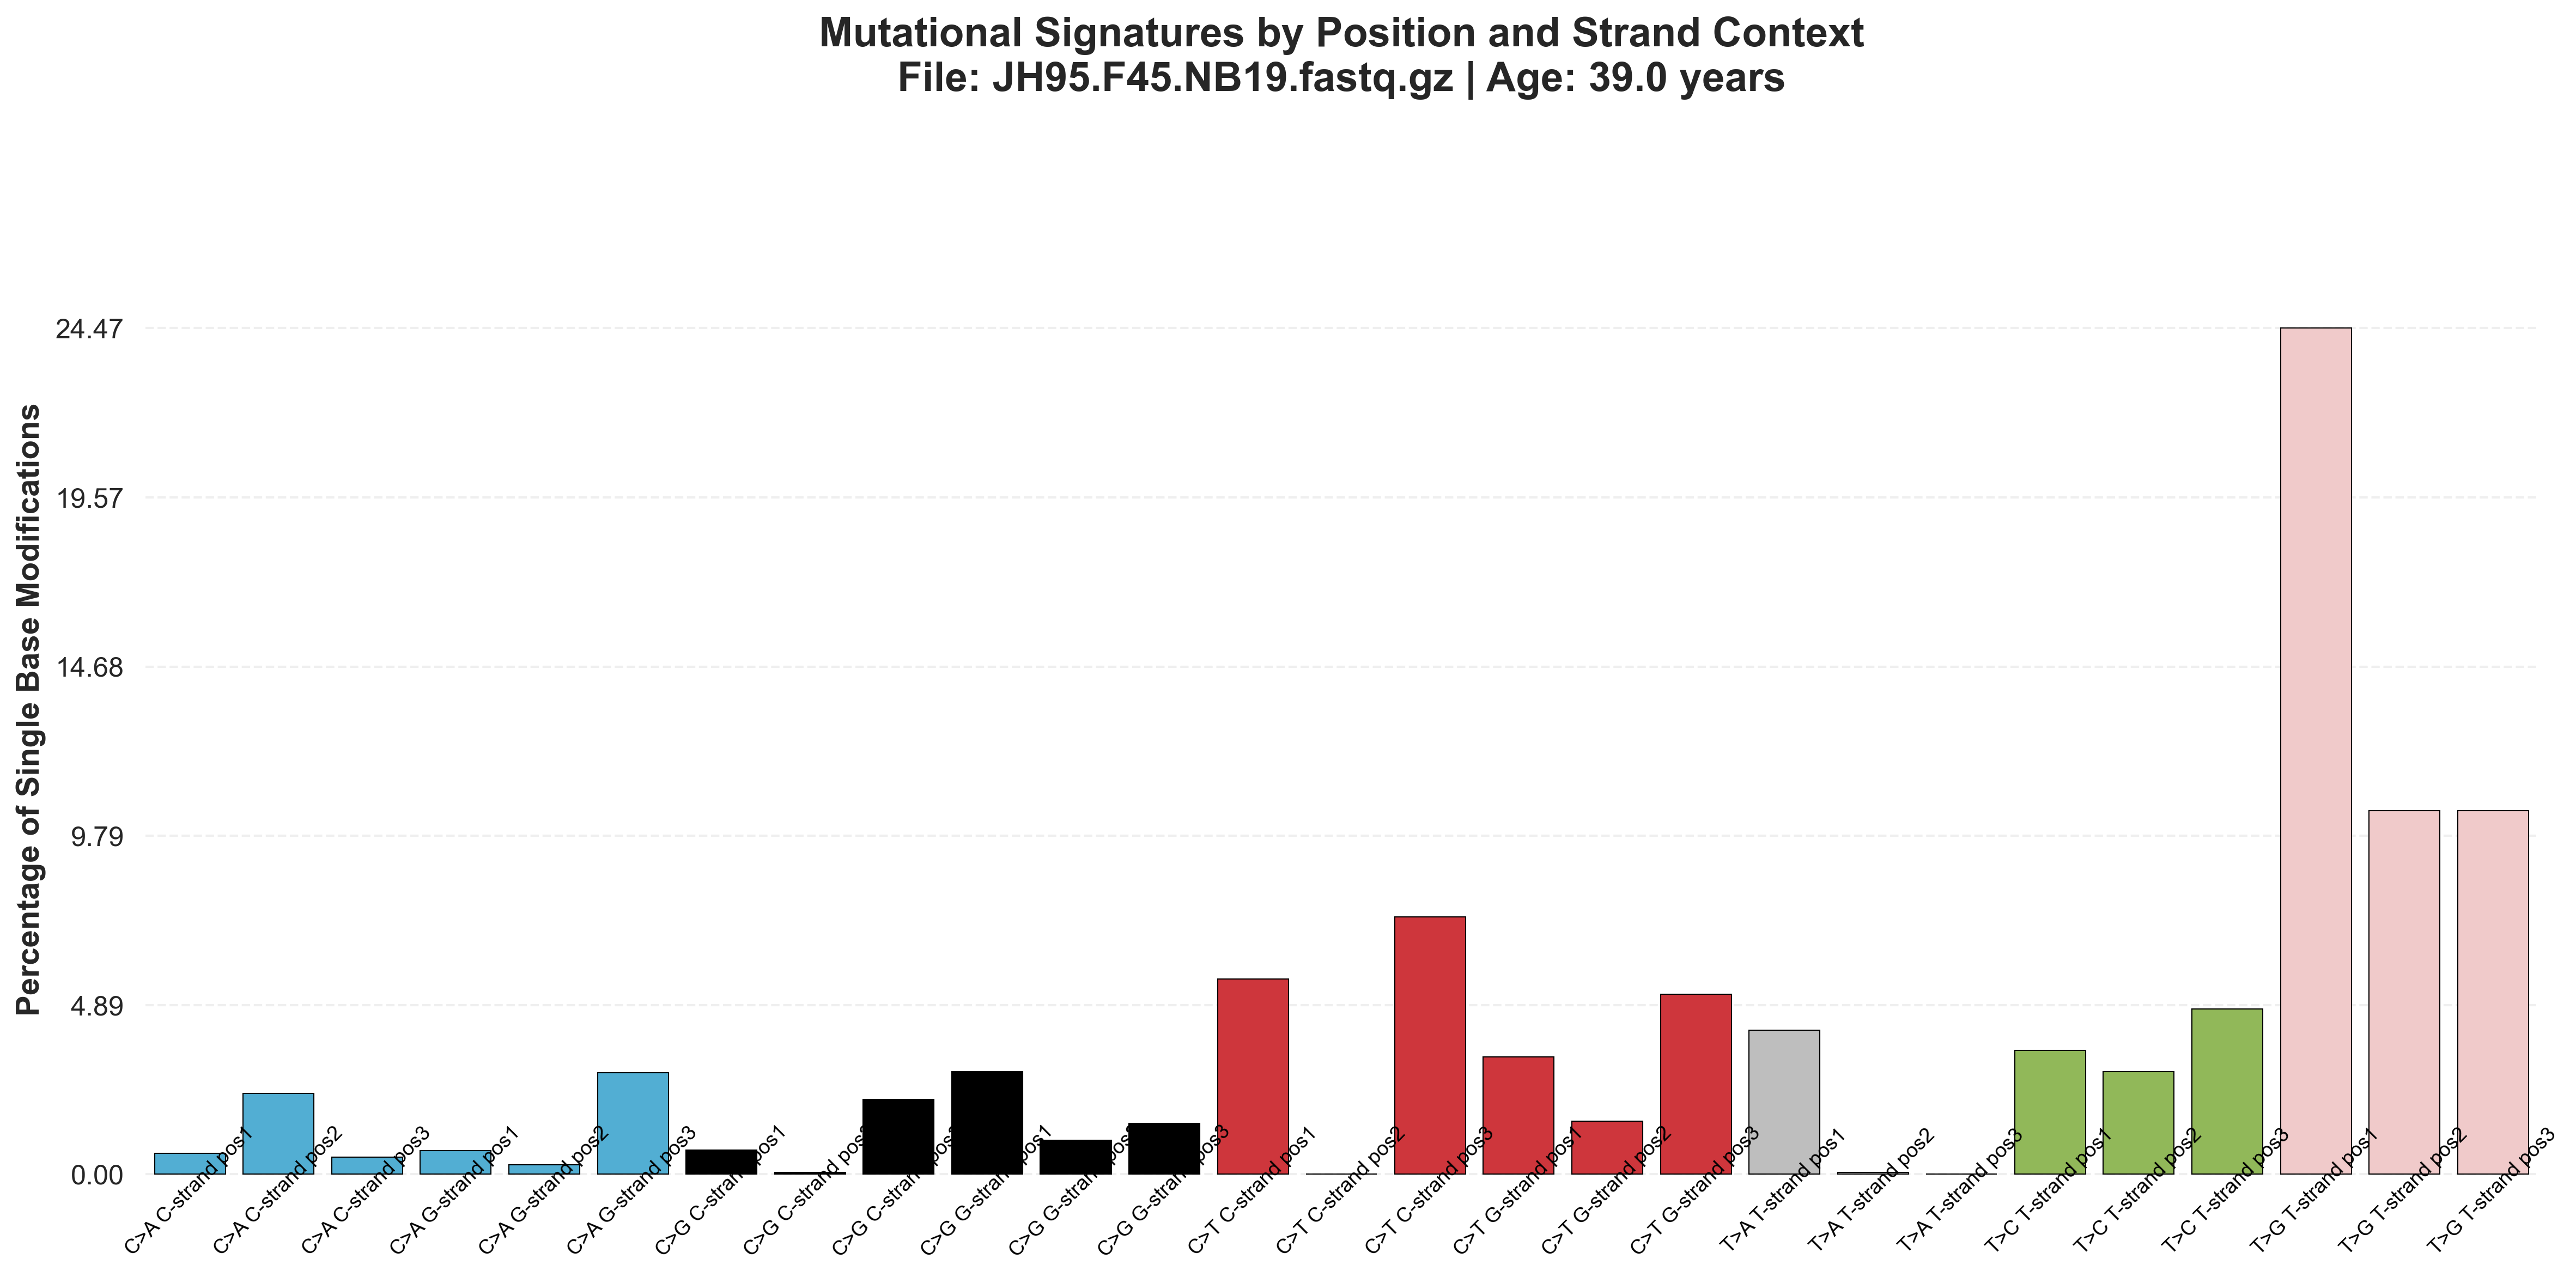 Mutational Signatures by Position and Strand Context
File: JH95.F45.NB19.fastq.gz | Age: 39.0 years
Percentage of Single Base Modifications
24.47
19.57
14.68
9.79
4.89
0.00
C>A C-strand pos1
C>A C-strand pos2
C>A C-strand pos3
C>A G-strand pos1
C>A G-strand pos2
C>A G-strand pos3
C>G C-strand pos1
C>G C-strand pos2
C>G C-strand pos3
C>G G-strand pos1
C>G G-strand pos2
C>G G-strand pos3
C>T C-strand pos1
C>T C-strand pos2
C>T C-strand pos3
C>T G-strand pos1
C>T G-strand pos2
C>T G-strand pos3
T>A T-strand pos1
T>A T-strand pos2
T>A T-strand pos3
T>C T-strand pos1
T>C T-strand pos2
T>C T-strand pos3
T>G T-strand pos1
T>G T-strand pos2
T>G T-strand pos3